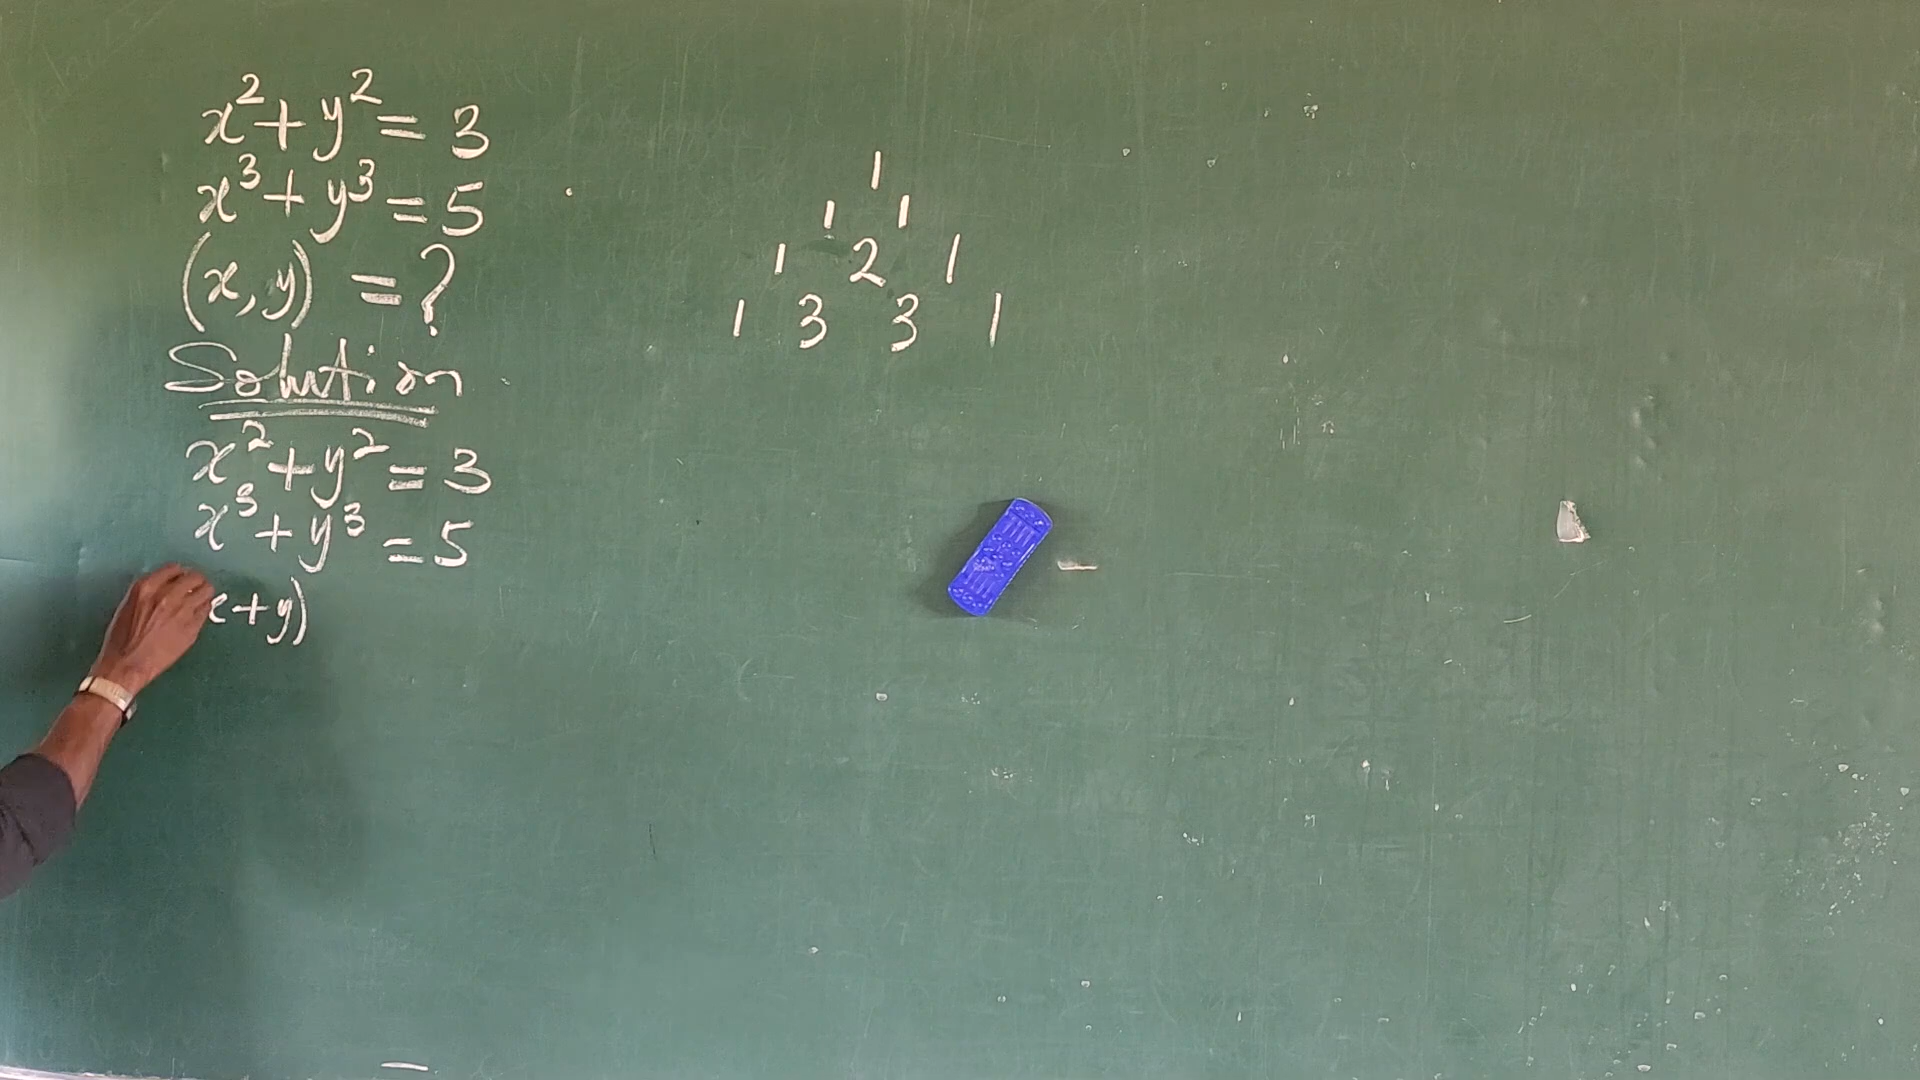 x²+y²=3
x³+y³=5
(x,y)=?
Solution
x²+y²=3
x³+y³=5
x+y)
1
1 1
1 2 1
1 3 3 1